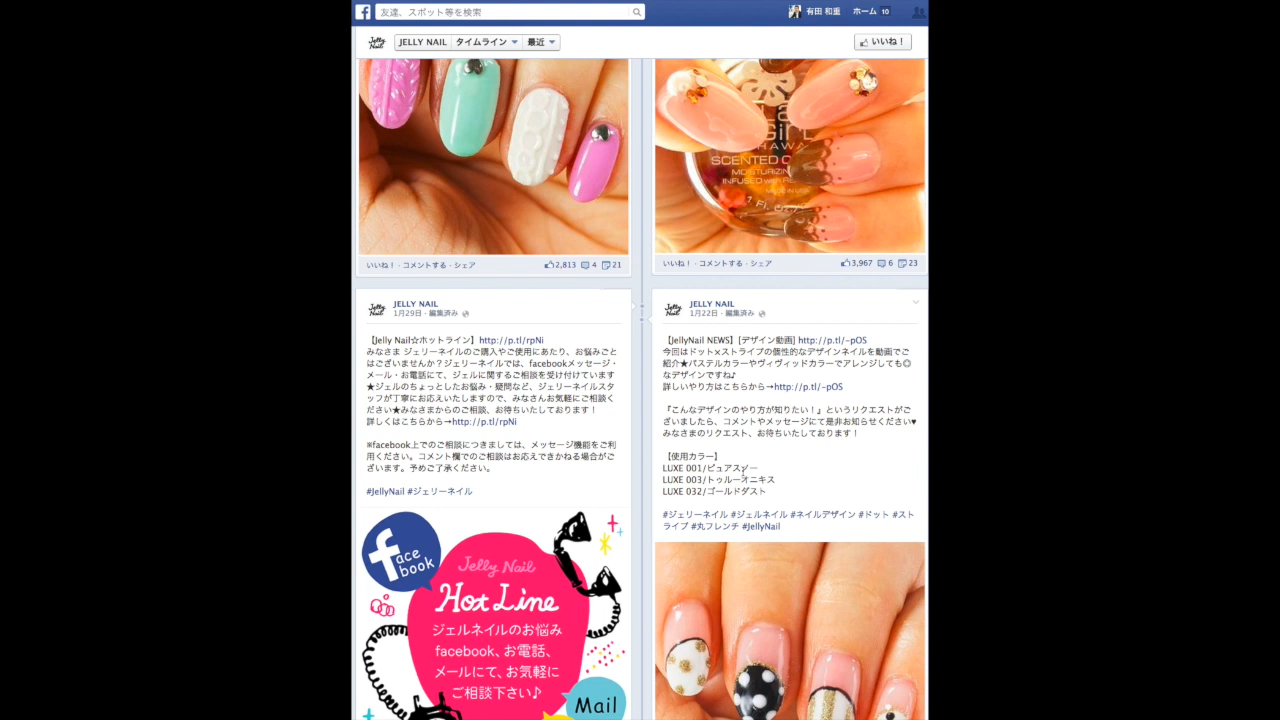 友達、スポット等を検索
有田 和重 ホーム 10
Jelly Nail
JELLY NAIL タイムライン 最近
いいね！
GIRL
SCENTED
MOISTURIZIN
INFUSED WITH
MADE IN USA
1 Fl.
いいね！ · コメントする · シェア 2,813 4 21
いいね！ · コメントする · シェア 3,967 6 23
Jelly Nail
JELLY NAIL
1月29日 · 編集済み
【Jelly Nail☆ホットライン】http://p.tl/rpNi
みなさま ジェリーネイルのご購入やご使用にあたり、お悩みごと
はございませんか？ジェリーネイルでは、facebookメッセージ・
メール・お電話にて、ジェルに関するご相談を受け付けています
★ジェルのちょっとしたお悩み・疑問など、ジェリーネイルスタ
ッフが丁寧にお応えいたしますので、みなさんお気軽にご相談く
ださい★みなさまからのご相談、お待ちいたしております！
詳しくはこちらから→http://p.tl/rpNi
※facebook上でのご相談につきましては、メッセージ機能をご利
用ください。コメント欄でのご相談はお応えできかねる場合がご
ざいます。予めご了承ください。
#JellyNail #ジェリーネイル
face
book
Jelly Nail
Hot Line
ジェルネイルのお悩み
facebook、お電話、
メールにて、お気軽に
ご相談下さい♪
Mail
Jelly Nail
JELLY NAIL
1月22日 · 編集済み
【JellyNail NEWS】[デザイン動画] http://p.tl/-pOS
今回はドット×ストライプの個性的なデザインネイルを動画でご
紹介★パステルカラーやヴィヴィッドカラーでアレンジしても◎
なデザインですね♪
詳しいやり方はこちらから→http://p.tl/-pOS
『こんなデザインのやり方が知りたい！』というリクエストがご
ざいましたら、コメントやメッセージにて是非お知らせください♥
みなさまのリクエスト、お待ちいたしております！
【使用カラー】
LUXE 001/ピュアスノー
LUXE 003/トゥルーオニキス
LUXE 032/ゴールドダスト
#ジェリーネイル #ジェルネイル #ネイルデザイン #ドット #スト
ライプ #丸フレンチ #JellyNail